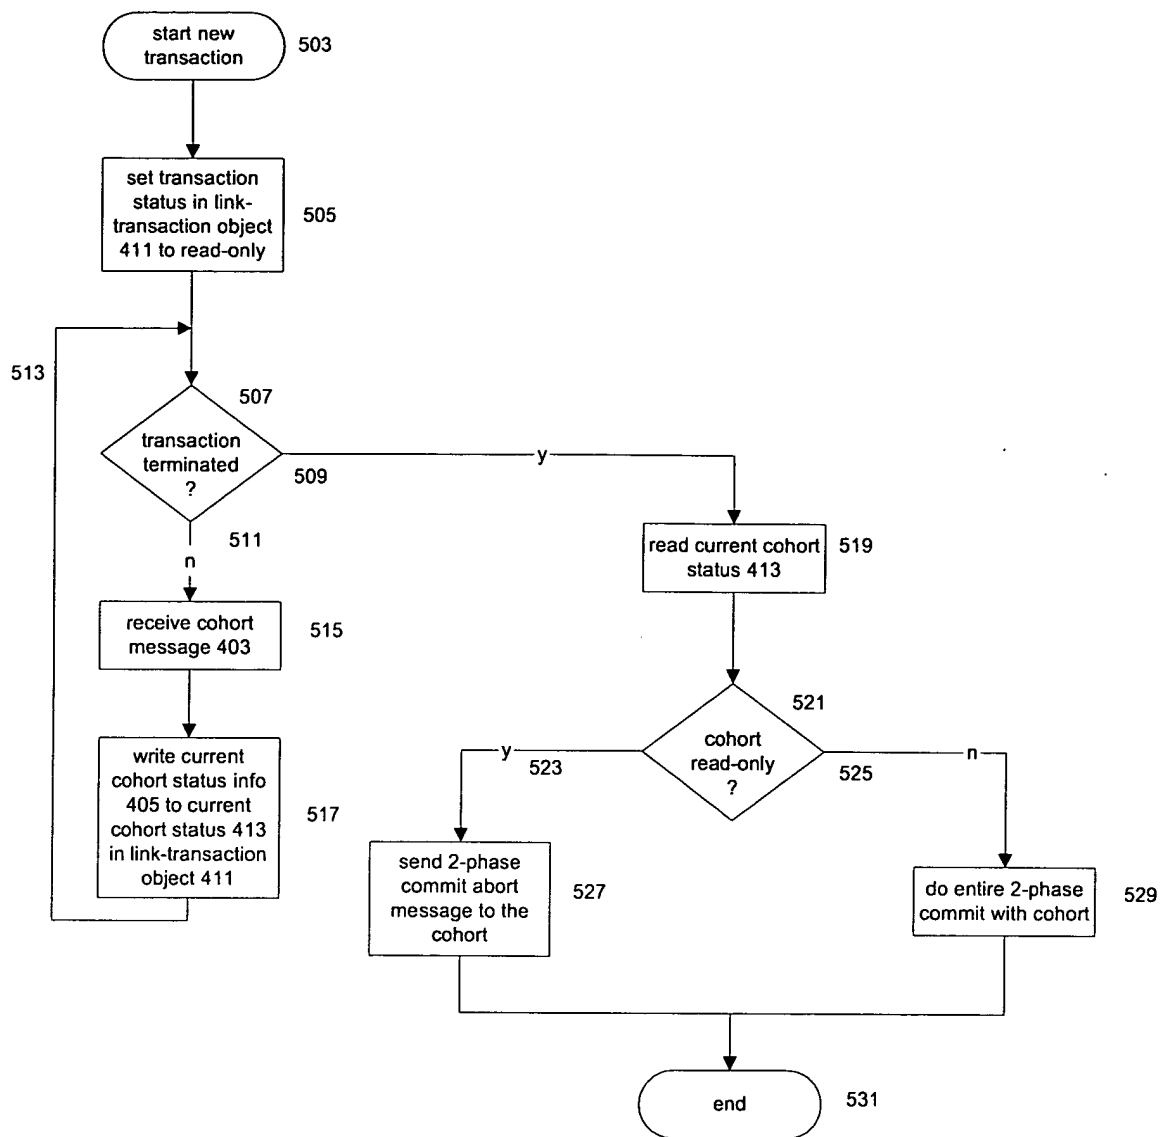 start new
transaction
503
set transaction
status in link-
transaction object
411 to read-only
505
513
507
transaction
terminated
?
509
y
511
n
receive cohort
message 403
515
write current
cohort status info
405 to current
cohort status 413
in link-transaction
object 411
517
read current cohort
status 413
519
521
cohort
read-only
?
y
523
525
n
send 2-phase
commit abort
message to the
cohort
527
do entire 2-phase
commit with cohort
529
end
531